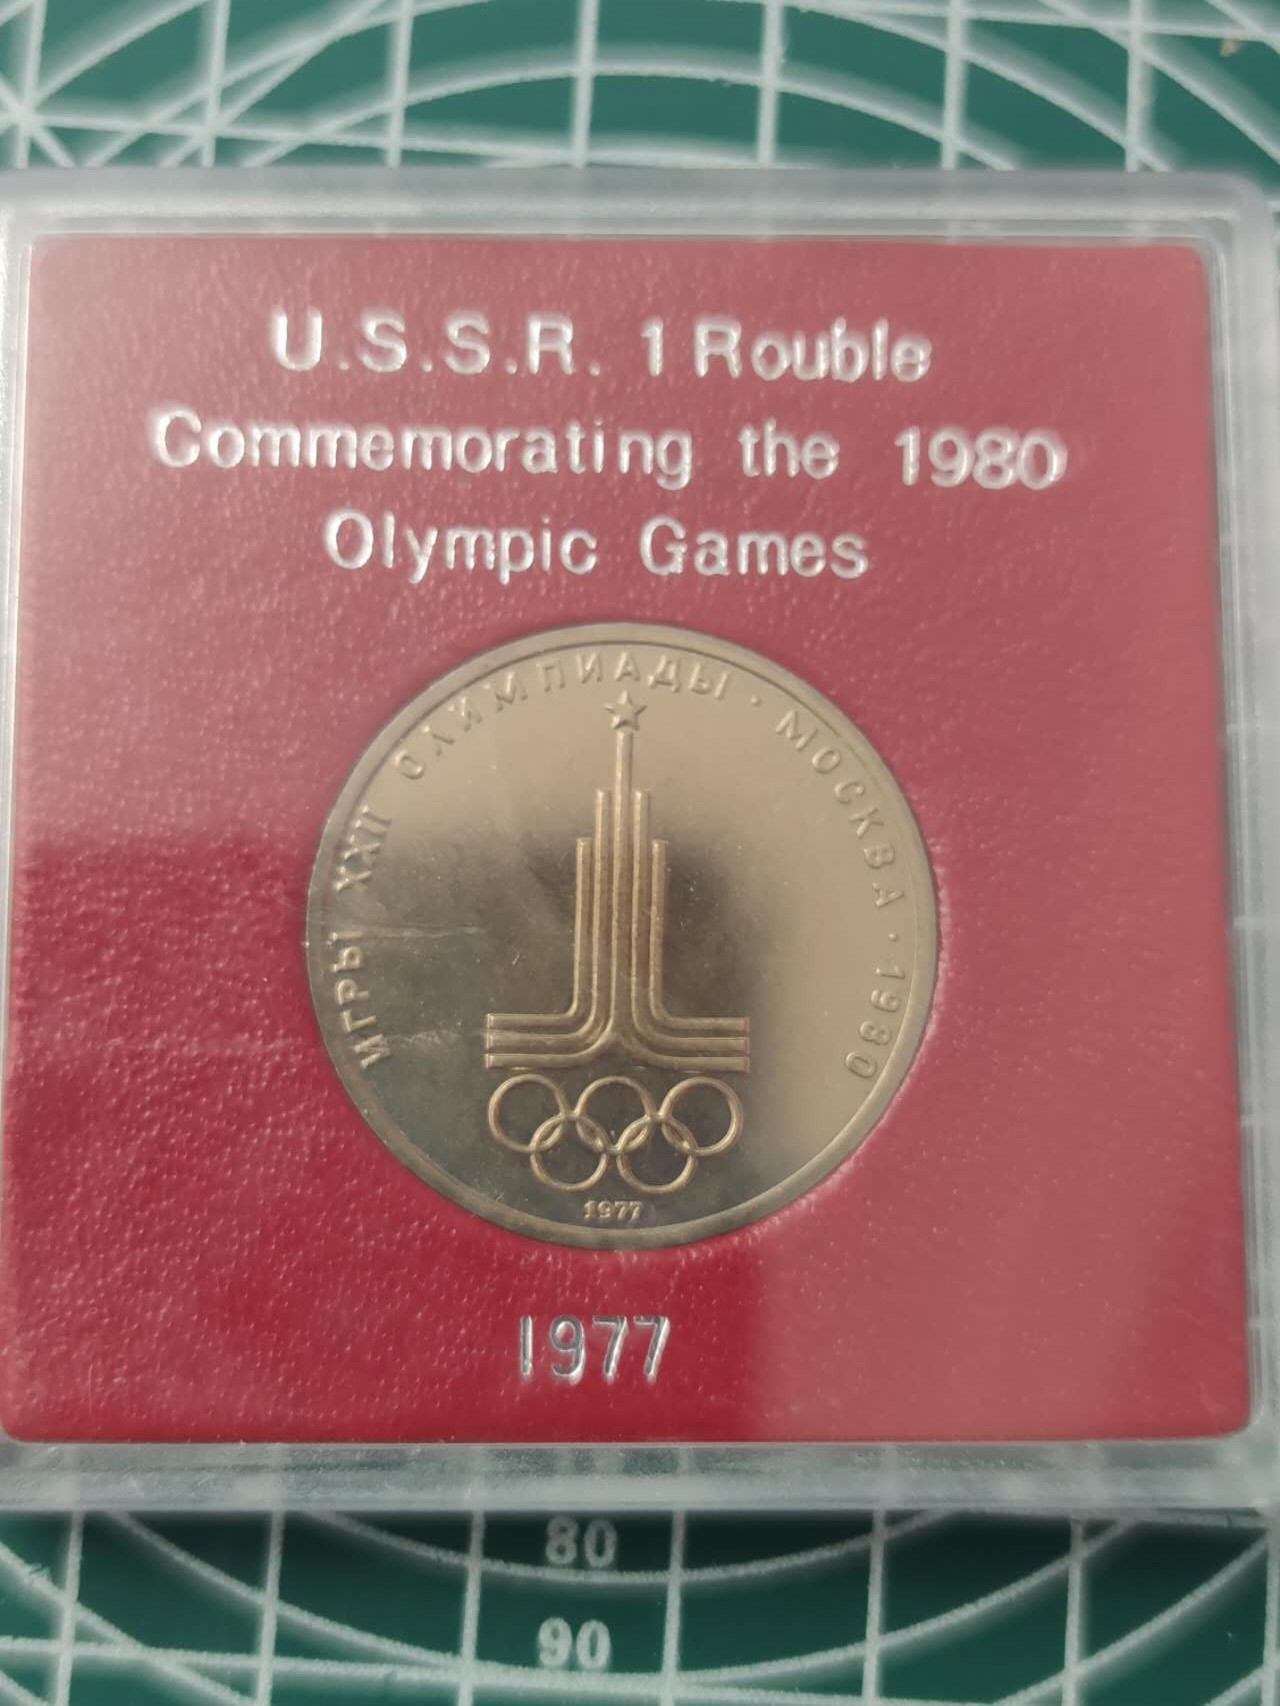 U.S.S.R. 1 Rouble
Commemorating the 1980
Olympic Games
ИГРЫ XXII ОЛИМПИАДЫ · МОСКВА · 1980
1977
1977
80
90